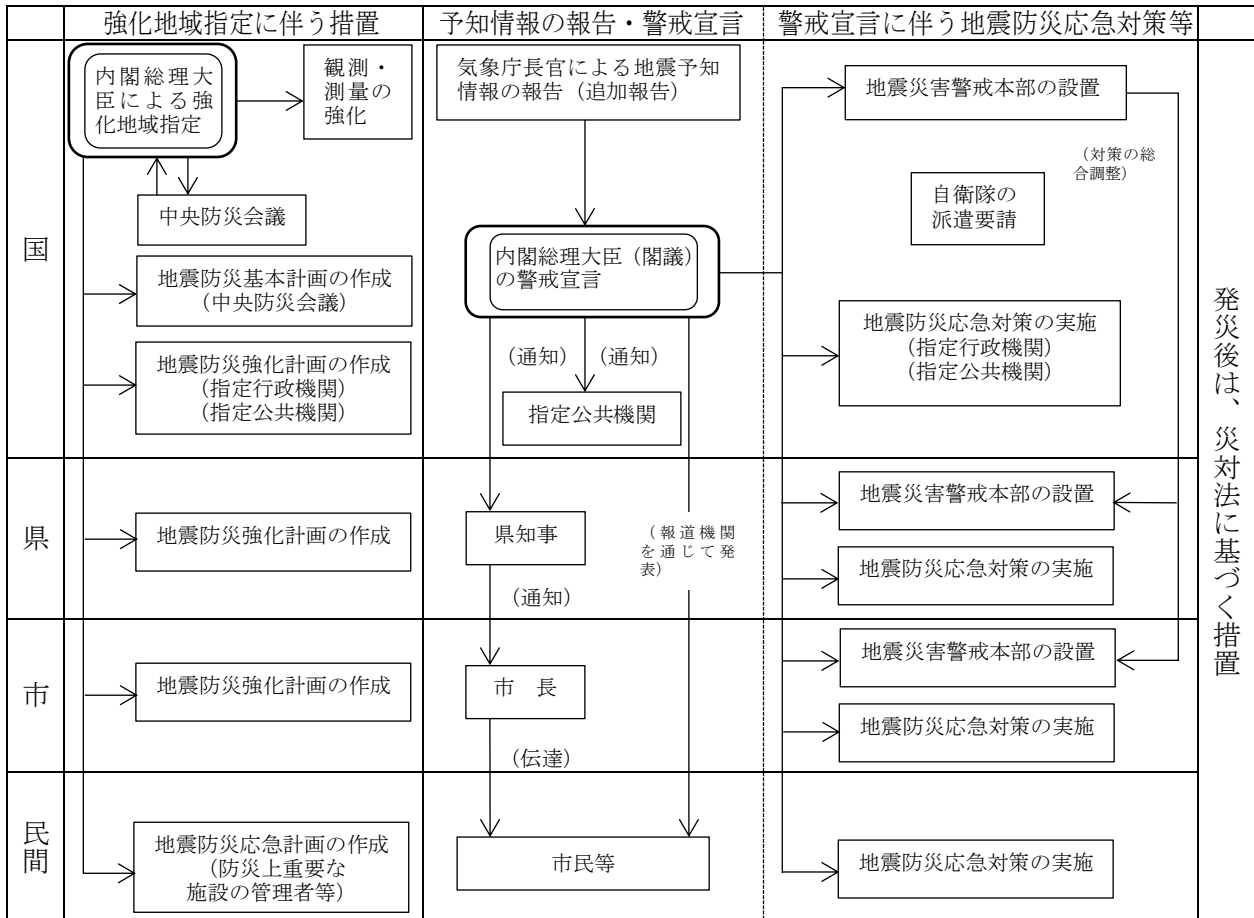 強化地域指定に伴う措置
予知情報の報告・警戒宣言
警戒宣言に伴う地震防災応急対策等
国
内閣総理大
臣による強
化地域指定
観測・
測量の
強化
中央防災会議
地震防災基本計画の作成
(中央防災会議)
地震防災強化計画の作成
(指定行政機関)
(指定公共機関)
気象庁長官による地震予知
情報の報告(追加報告)
内閣総理大臣(閣議)
の警戒宣言
(通知)
(通知)
指定公共機関
地震災害警戒本部の設置
(対策の総
合調整)
自衛隊の
派遣要請
地震防災応急対策の実施
(指定行政機関)
(指定公共機関)
県
地震防災強化計画の作成
県知事
(通知)
(報道機関
を通じて発
表)
地震災害警戒本部の設置
地震防災応急対策の実施
市
地震防災強化計画の作成
市 長
(伝達)
地震災害警戒本部の設置
地震防災応急対策の実施
民間
地震防災応急計画の作成
(防災上重要な
施設の管理者等)
市民等
地震防災応急対策の実施
発災後は、災対法に基づく措置